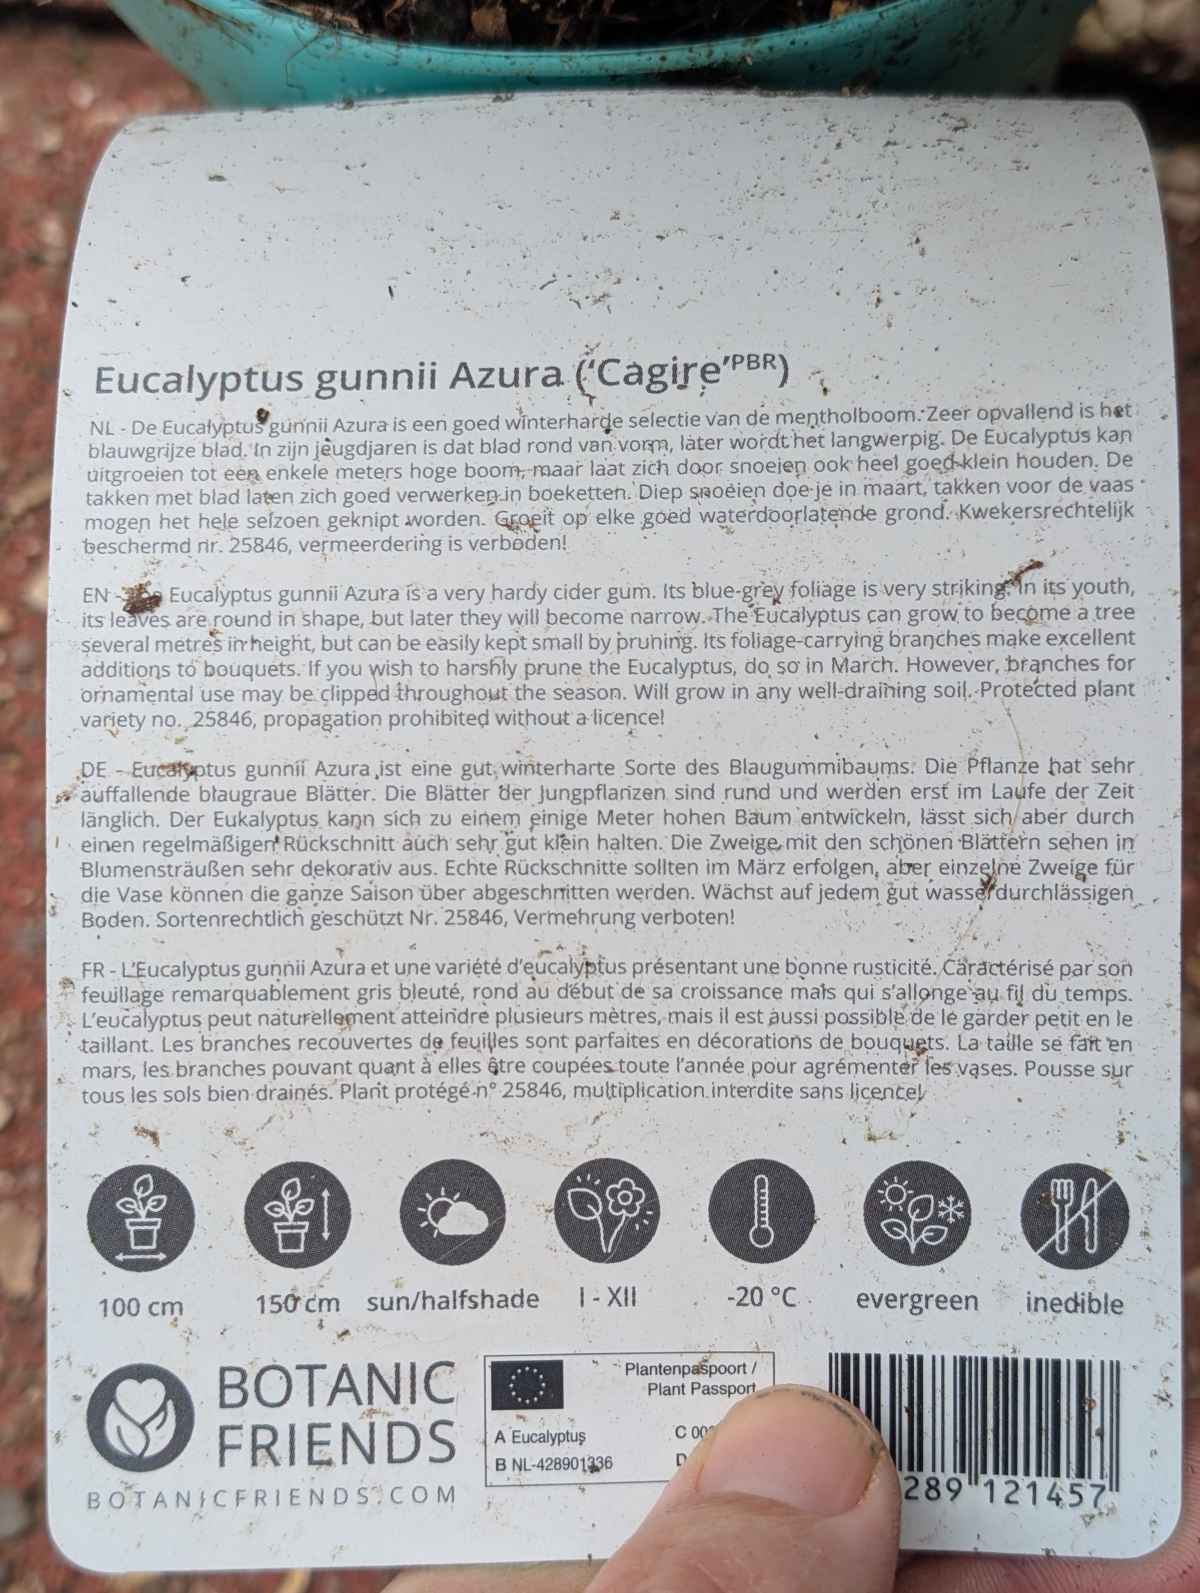 Eucalyptus gunnii Azura ('Cagire'PBR)
NL - De Eucalyptus gunnii Azura is een goed winterharde selectie van de mentholboom. Zeer opvallend is het
blauwgrijze blad. In zijn jeugdjaren is dat blad rond van vorm, later wordt het langwerpig. De Eucalyptus kan
uitgroeien tot een enkele meters hoge boom, maar laat zich door snoeien ook heel goed klein houden. De
takken met blad laten zich goed verwerken in boeketten. Diep snoeien doe je in maart, takken voor de vaas
mogen het hele seizoen geknipt worden. Groeit op elke goed waterdoorlatende grond. Kwekersrechtelijk
beschermd nr. 25846, vermeerdering is verboden!
EN - Eucalyptus gunnii Azura is a very hardy cider gum. Its blue-grey foliage is very striking. In its youth,
its leaves are round in shape, but later they will become narrow. The Eucalyptus can grow to become a tree
several metres in height, but can be easily kept small by pruning. Its foliage-carrying branches make excellent
additions to bouquets. If you wish to harshly prune the Eucalyptus, do so in March. However, branches for
ornamental use may be clipped throughout the season. Will grow in any well-draining soil. Protected plant
variety no. 25846, propagation prohibited without a licence!
DE - Eucalyptus gunnii Azura ist eine gut winterharte Sorte des Blaugummibaums. Die Pflanze hat sehr
auffallende blaugraue Blätter. Die Blätter der Jungpflanzen sind rund und werden erst im Laufe der Zeit
länglich. Der Eukalyptus kann sich zu einem einige Meter hohen Baum entwickeln, lässt sich aber durch
einen regelmäßigen Rückschnitt auch sehr gut klein halten. Die Zweige mit den schönen Blättern sehen in
Blumensträußen sehr dekorativ aus. Echte Rückschnitte sollten im März erfolgen, aber einzelne Zweige für
die Vase können die ganze Saison über abgeschnitten werden. Wächst auf jedem gut wasserdurchlässigen
Boden. Sortenrechtlich geschützt Nr. 25846, Vermehrung verboten!
FR - L'Eucalyptus gunnii Azura et une variété d'eucalyptus présentant une bonne rusticité. Caractérisé par son
feuillage remarquablement gris bleuté, rond au début de sa croissance mais qui s'allonge au fil du temps.
L'eucalyptus peut naturellement atteindre plusieurs mètres, mais il est aussi possible de le garder petit en le
taillant. Les branches recouvertes de feuilles sont parfaites en décorations de bouquets. La taille se fait en
mars, les branches pouvant quant à elles être coupées toute l'année pour agrémenter les vases. Pousse sur
tous les sols bien drainés. Plant protégé n° 25846, multiplication interdite sans licence!
100 cm 150 cm sun/halfshade I - XII -20 °C evergreen inedible
BOTANIC
FRIENDS
BOTANICFRIENDS.COM
Plantenpaspoort /
Plant Passport
A Eucalyptus
B NL-428901336
C 00
D
289 121457